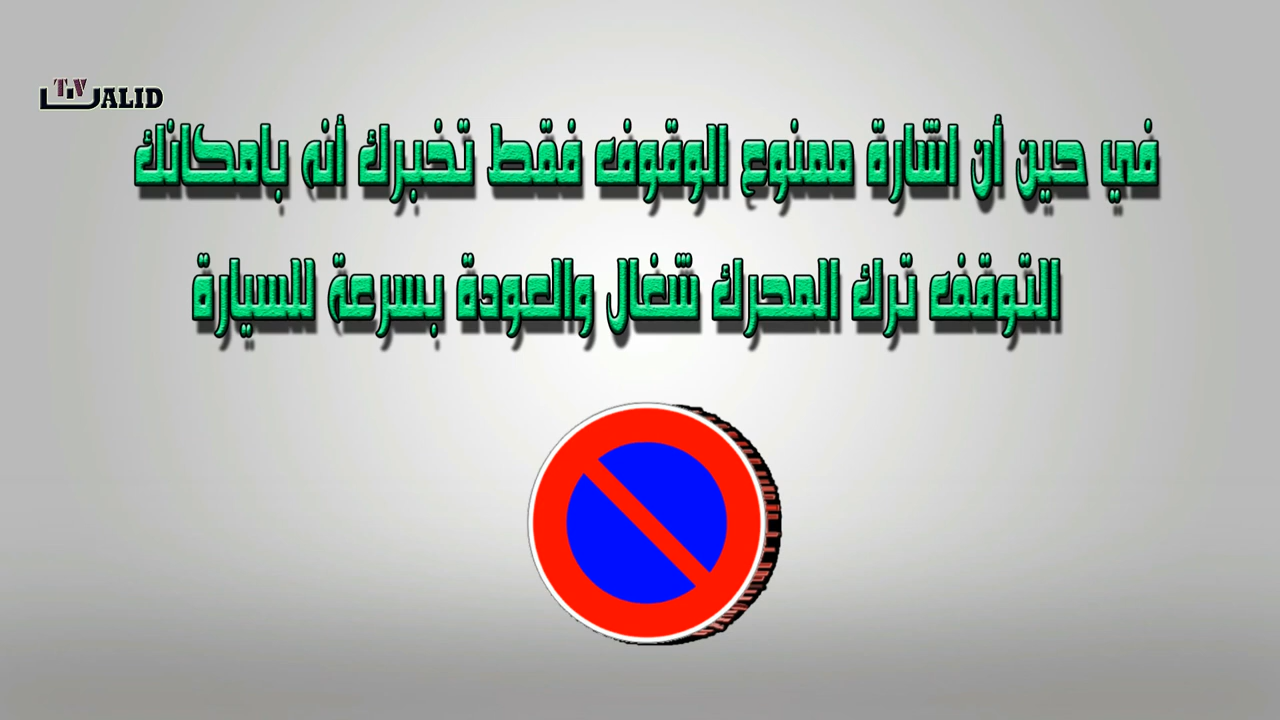 WALID TV
في حين أن اشارة ممنوع الوقوف فقط تخبرك أنه بامكانك
التوقف ترك المحرك شغال والعودة بسرعة للسيارة